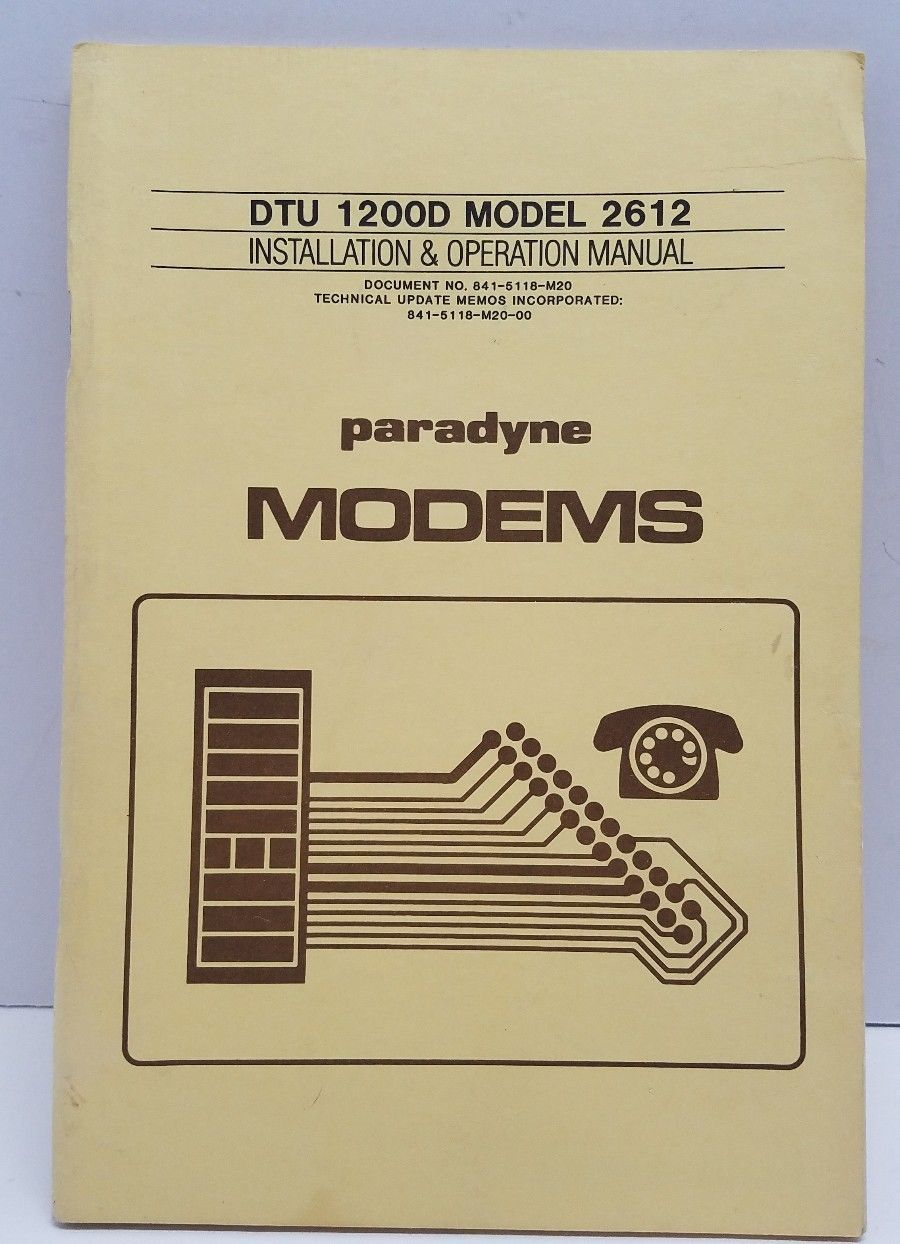 DTU 1200D MODEL 2612
INSTALLATION & OPERATION MANUAL
DOCUMENT NO. 841-5118-M20
TECHNICAL UPDATE MEMOS INCORPORATED:
841-5118-M20-00
paradyne
MODEMS